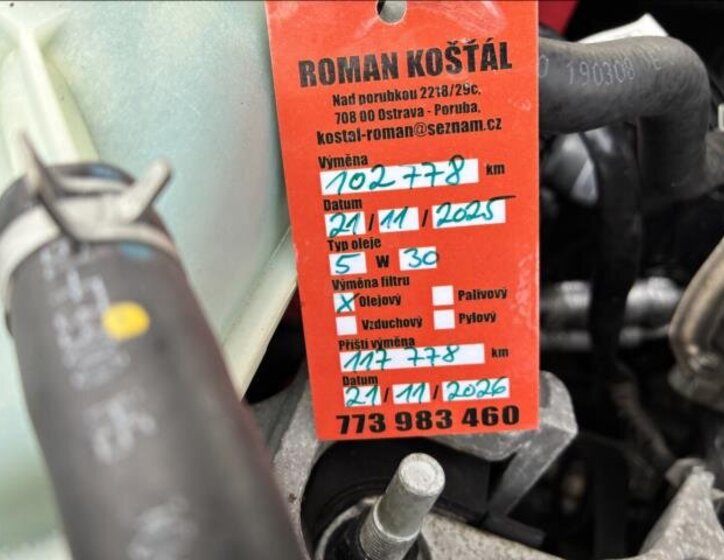 ROMAN KOŠŤÁL
Nad porubkou 2218/29c,
708 00 Ostrava - Poruba,
kostal-roman@seznam.cz
Výměna
102 778 km
Datum
21/11/2025
Typ oleje
5 W 30
Výměna filtru
X Olejový Palivový
Vzduchový Pylový
Příští výměna
117 778 km
Datum
21/11/2026
773 983 460
190308